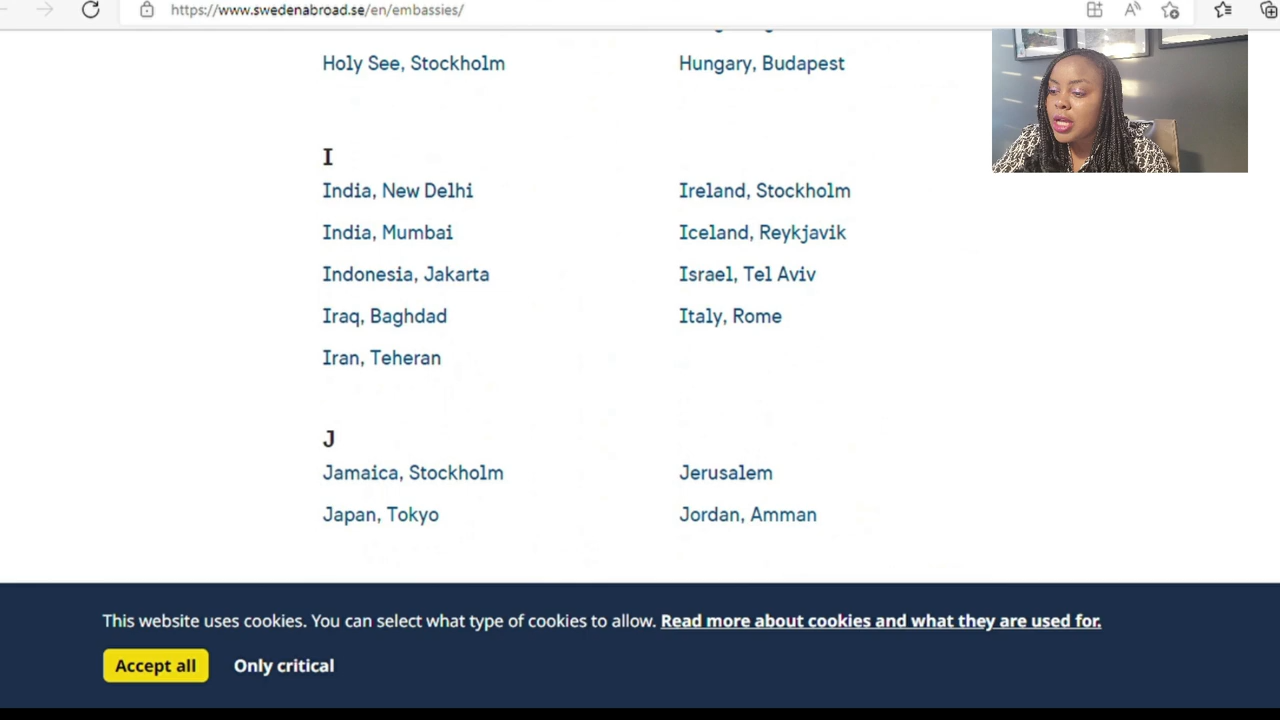 https://www.swedenabroad.se/en/embassies/
Holy See, Stockholm
Hungary, Budapest
I
India, New Delhi
Ireland, Stockholm
India, Mumbai
Iceland, Reykjavik
Indonesia, Jakarta
Israel, Tel Aviv
Iraq, Baghdad
Italy, Rome
Iran, Teheran
J
Jamaica, Stockholm
Jerusalem
Japan, Tokyo
Jordan, Amman
This website uses cookies. You can select what type of cookies to allow. Read more about cookies and what they are used for.
Accept all
Only critical